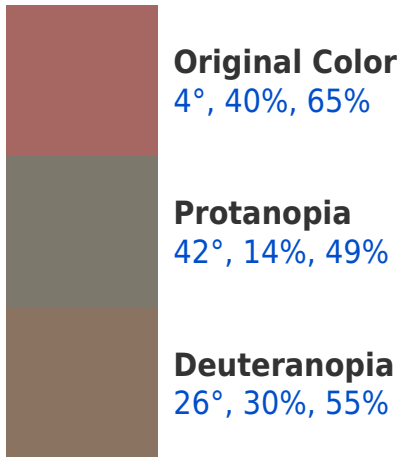 Original Color
4°, 40%, 65%
Protanopia
42°, 14%, 49%
Deuteranopia
26°, 30%, 55%